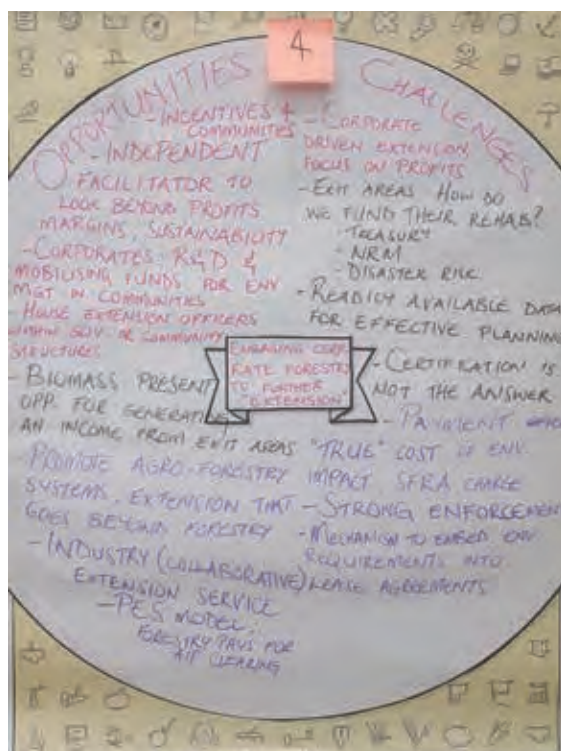 4
OPPORTUNITIES
- INCENTIVES &
COMMUNITIES
- INDEPENDENT
FACILITATOR TO
LOOK BEYOND PROFITS
MARGINS, SUSTAINABILITY
- CORPORATES R&D &
MOBILISING FUNDS FOR ENV
MGT IN COMMUNITIES
- HOUSE EXTENSION OFFICERS
WITHIN GOV OR COMMUNITY
STRUCTURES
- BIOMASS PRESENT
OPP. FOR GENERATING
AN INCOME FROM EXIT AREAS
- PROMOTE AGRO-FORESTRY
SYSTEMS. EXTENSION THAT
GOES BEYOND FORESTRY
- INDUSTRY (COLLABORATIVE)
EXTENSION SERVICE
- PES MODEL:
FORESTRY PAYS FOR
CLEARING
ENGAGING CORP-
RATE FORESTRY
TO FURTHER
"EXTENSION"
CHALLENGES
- CORPORATE
DRIVEN EXTENSION,
FOCUS ON PROFITS
- EXIT AREAS HOW DO
WE FUND THEIR REHAB?
- TREASURY
- NRM
- DISASTER RISK
- READILY AVAILABLE DATA
FOR EFFECTIVE PLANNING
- CERTIFICATION IS
NOT THE ANSWER
- PAYMENT
"TRUE" COST OF ENV.
IMPACT, SFRA CHARGE
- STRONG ENFORCEMENT
- MECHANISM TO EMBED ENV
REQUIREMENTS INTO
LEASE AGREEMENTS